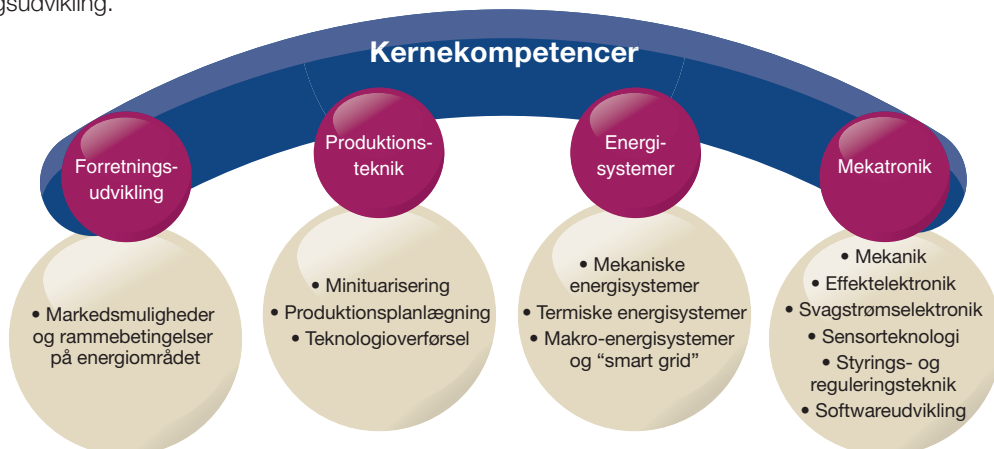 gsudvikling.
Kernekompetencer
Forretnings-
udvikling
Produktions-
teknik
Energi-
systemer
Mekatronik
• Markedsmuligheder
og rammebetingelser
på energiområdet
• Minituarisering
• Produktionsplanlægning
• Teknologioverførsel
• Mekaniske
energisystemer
• Termiske energisystemer
• Makro-energisystemer
og “smart grid”
• Mekanik
• Effektelektronik
• Svagstrømselektronik
• Sensorteknologi
• Styrings- og
reguleringsteknik
• Softwareudvikling